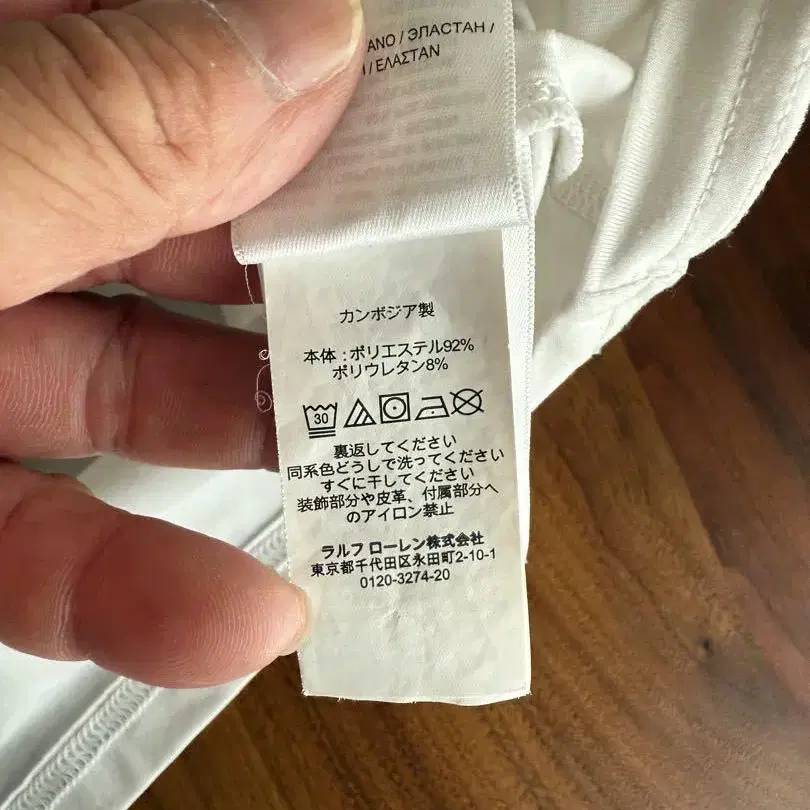 ANO / ЭЛАСТАН /
/ ΕΛΑΣΤΑΝ
カンボジア製
本体 : ポリエステル92%
ポリウレタン8%
30
裏返してください
同系色どうしで洗ってください
すぐに干してください
装飾部分や皮革、付属部分へ
のアイロン禁止
ラルフ ローレン株式会社
東京都千代田区永田町2-10-1
0120-3274-20